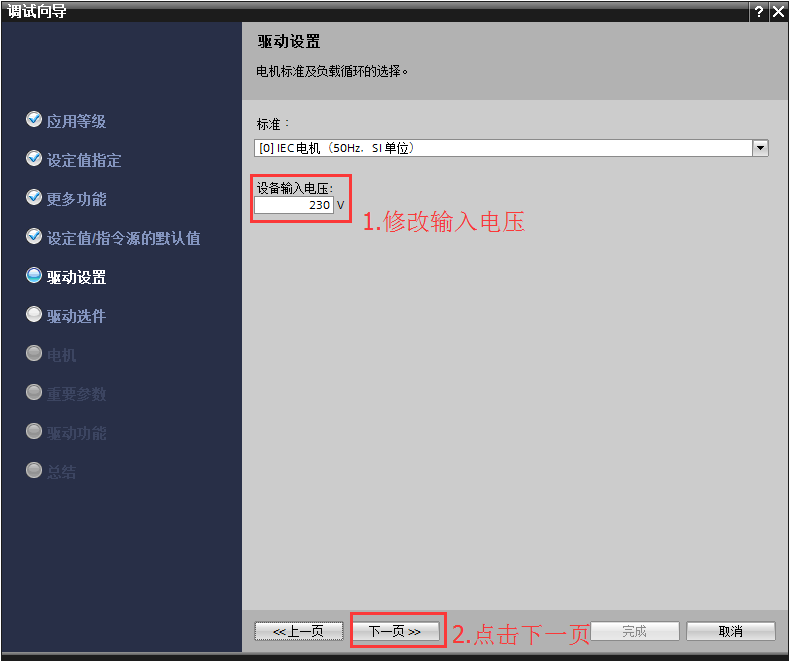 调试向导
?
驱动设置
电机标准及负载循环的选择。
应用等级
设定值指定
更多功能
设定值/指令源的默认值
驱动设置
驱动选件
电机
重要参数
驱动功能
总结
标准：
[0] IEC电机（50Hz, SI 单位）
设备输入电压:
230 V
1.修改输入电压
<<上一页
下一页 >>
2.点击下一页
完成
取消